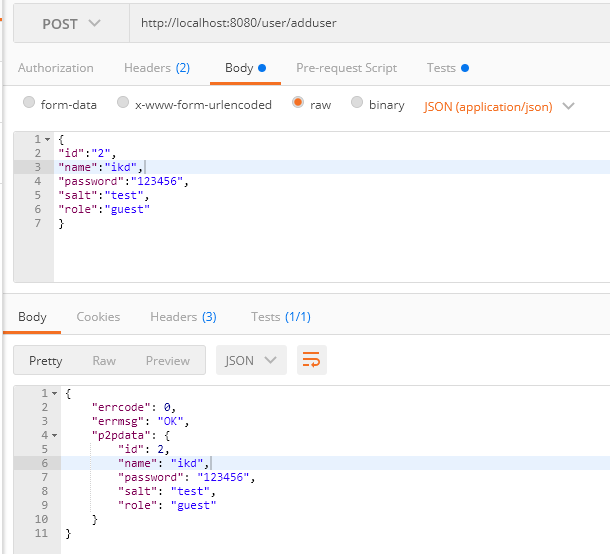 POST http://localhost:8080/user/adduser
Authorization Headers (2) Body Pre-request Script Tests
form-data x-www-form-urlencoded raw binary JSON (application/json)
1 {
2 "id":"2",
3 "name":"ikd",
4 "password":"123456",
5 "salt":"test",
6 "role":"guest"
7 }
Body Cookies Headers (3) Tests (1/1)
Pretty Raw Preview JSON
1 {
2 "errcode": 0,
3 "errmsg": "OK",
4 "p2pdata": {
5 "id": 2,
6 "name": "ikd",
7 "password": "123456",
8 "salt": "test",
9 "role": "guest"
10 }
11 }